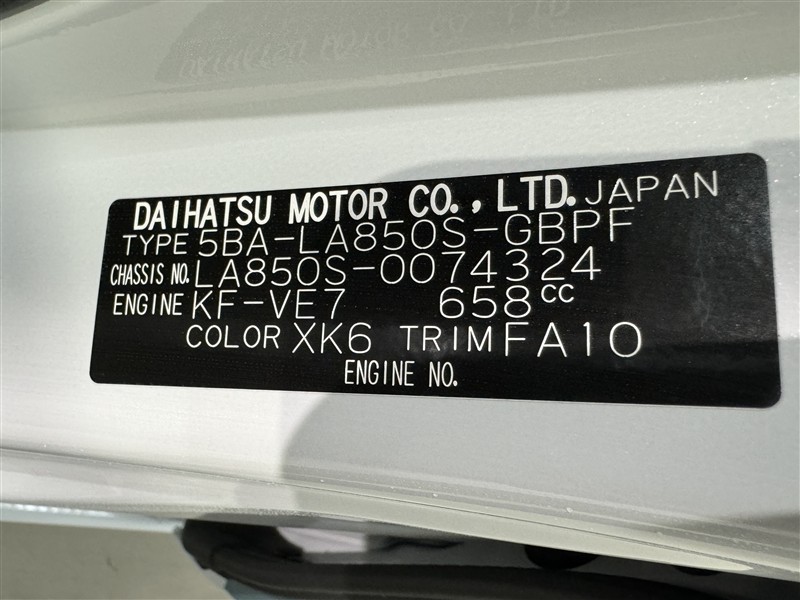 DAIHATSU MOTOR CO., LTD. JAPAN
TYPE 5BA-LA850S-GBPF
CHASSIS NO. LA850S-0074324
ENGINE KF-VE7 658cc
COLOR XK6 TRIM FA10
ENGINE NO.